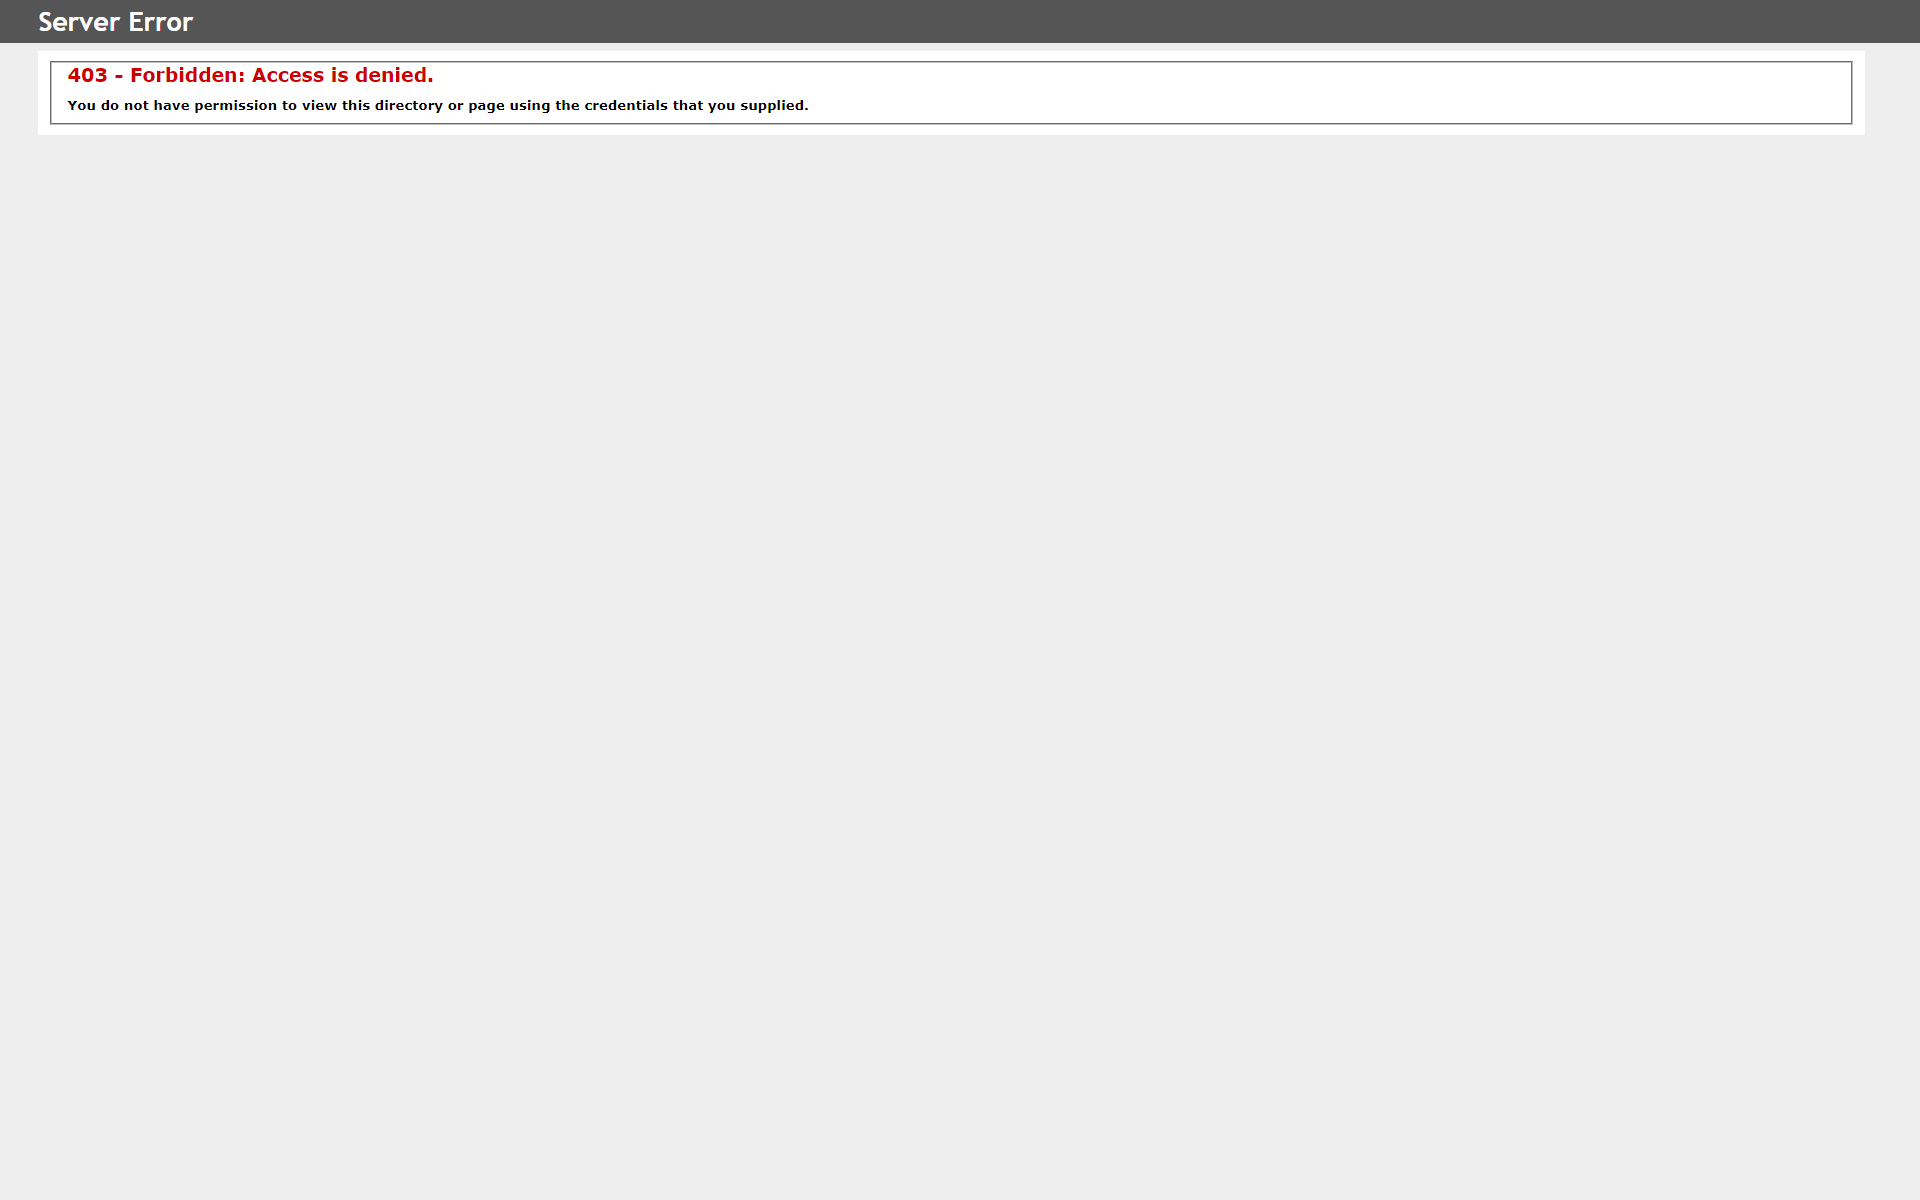 Server Error
403 - Forbidden: Access is denied.
You do not have permission to view this directory or page using the credentials that you supplied.